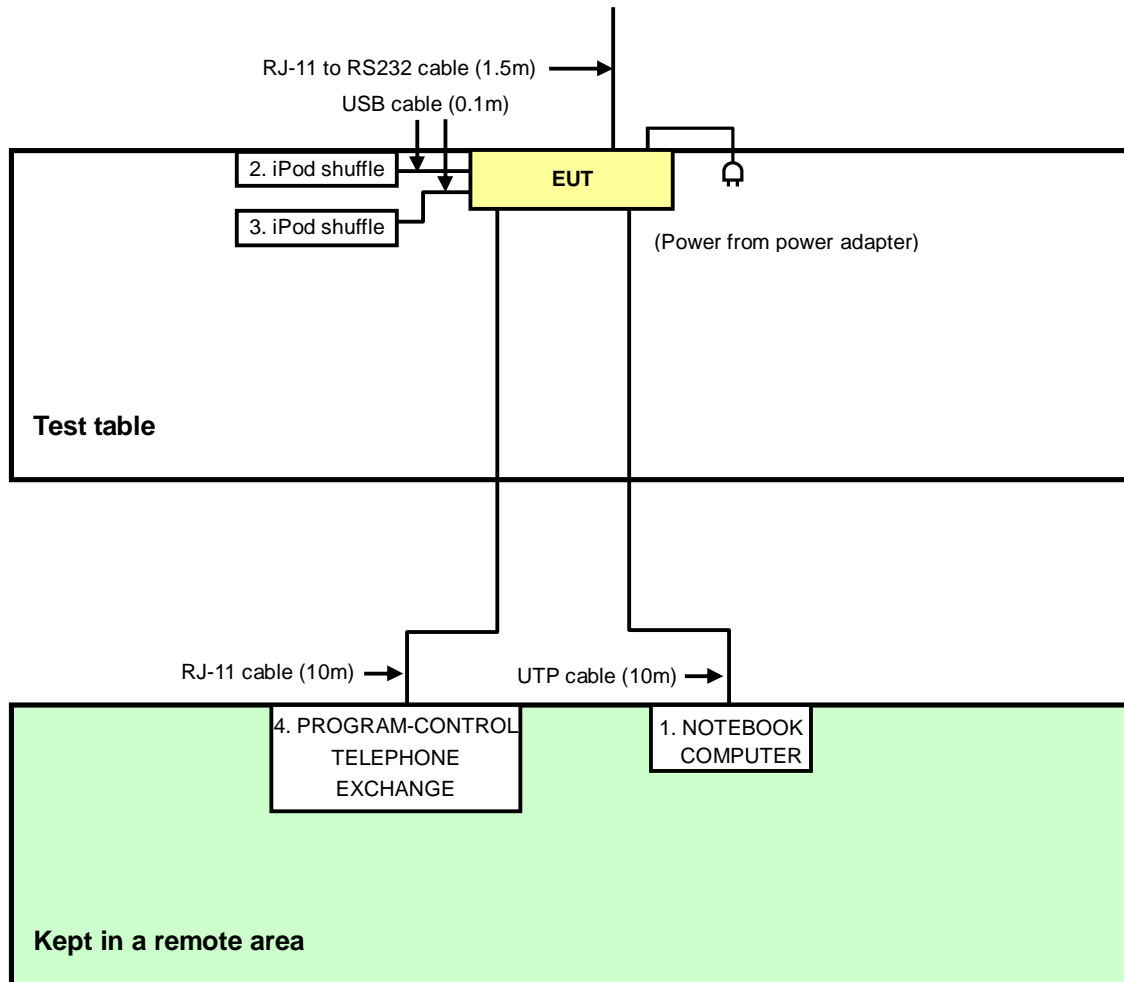 RJ-11 to RS232 cable (1.5m)
USB cable (0.1m)
2. iPod shuffle
EUT
3. iPod shuffle
(Power from power adapter)
Test table
RJ-11 cable (10m)
UTP cable (10m)
4. PROGRAM-CONTROL
TELEPHONE
EXCHANGE
1. NOTEBOOK
COMPUTER
Kept in a remote area